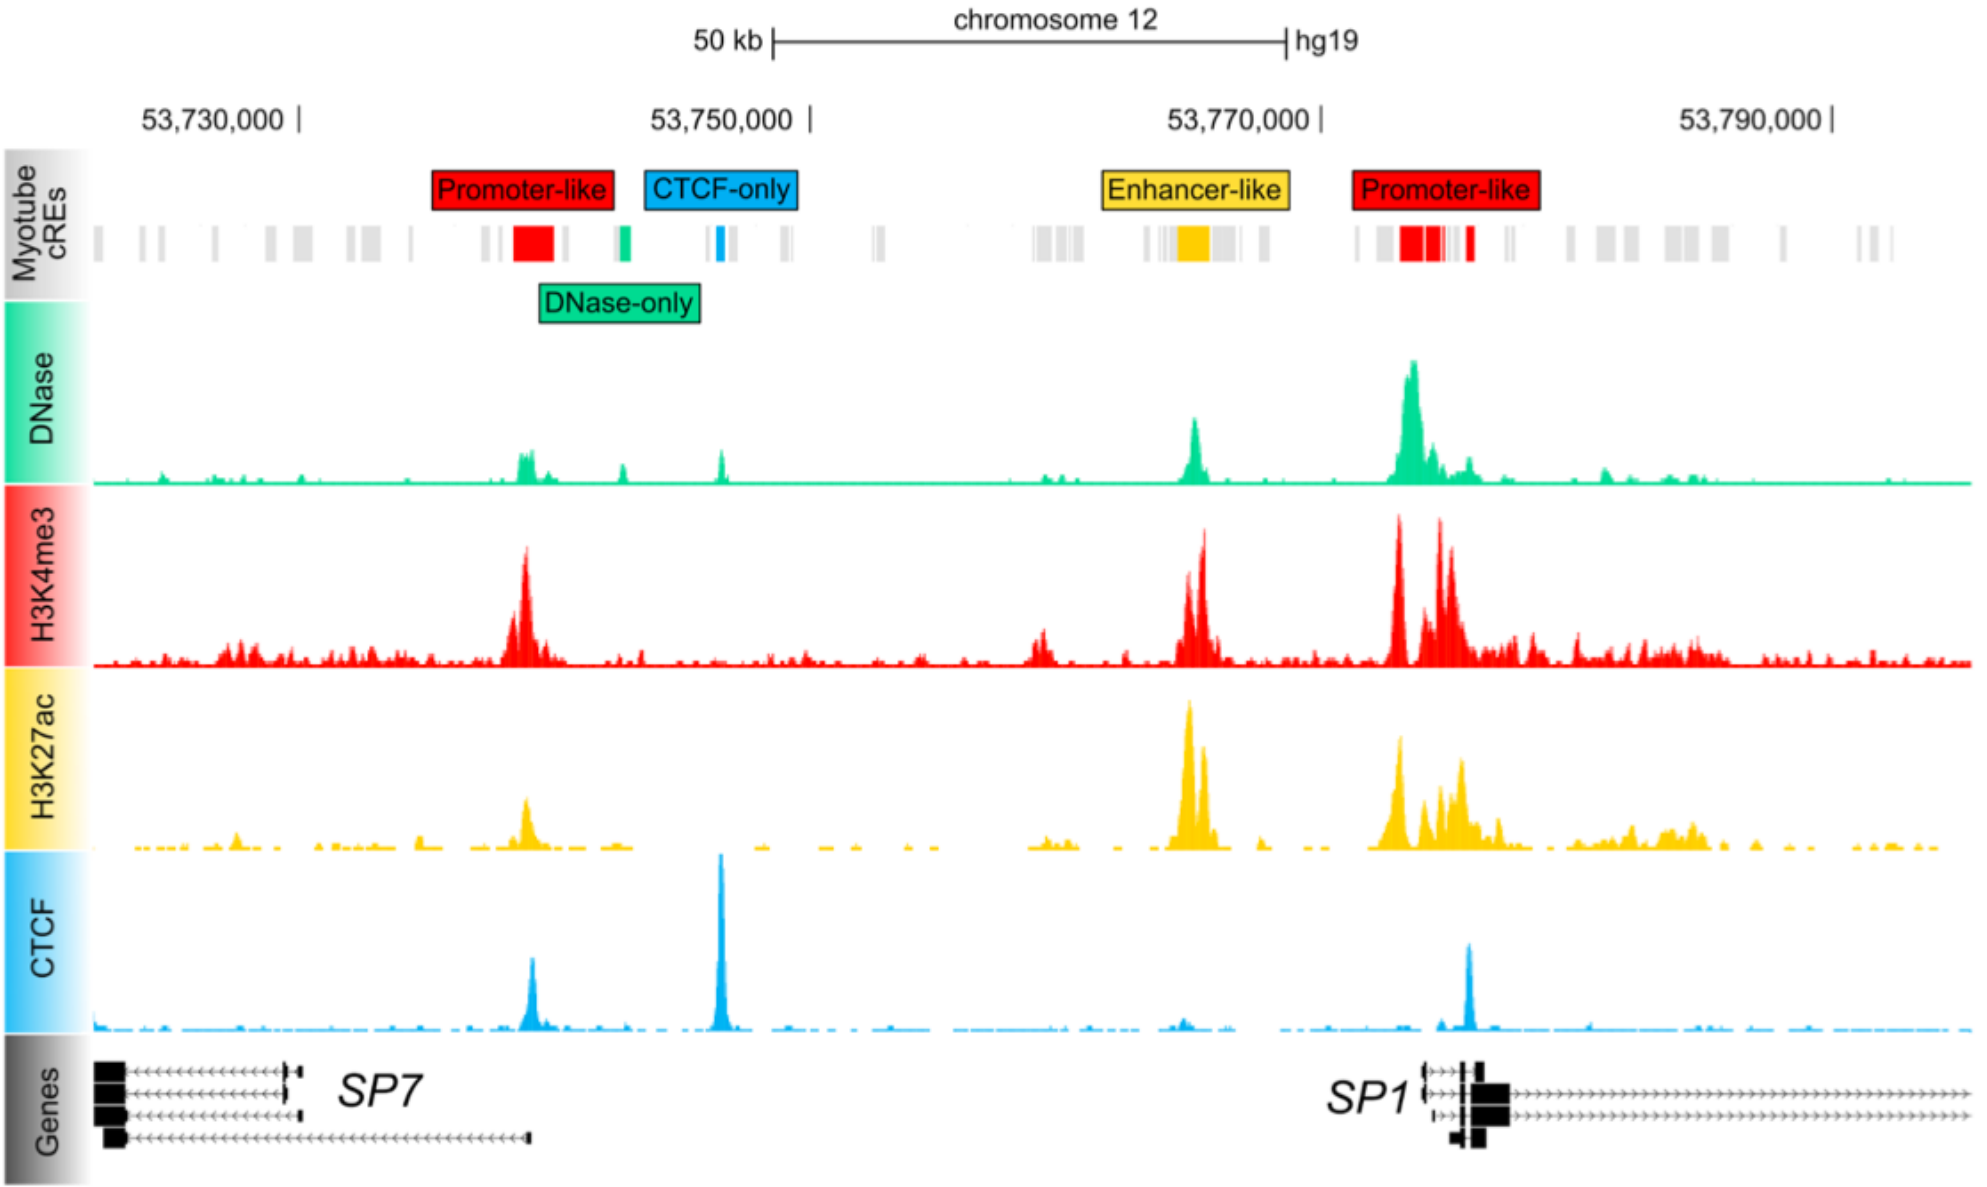 chromosome 12
50 kb hg19
53,730,000 53,750,000 53,770,000 53,790,000
Promoter-like CTCF-only Enhancer-like Promoter-like
Myotube
cREs
DNase-only
DNase
H3K4me3
H3K27ac
CTCF
Genes
SP7
SP1